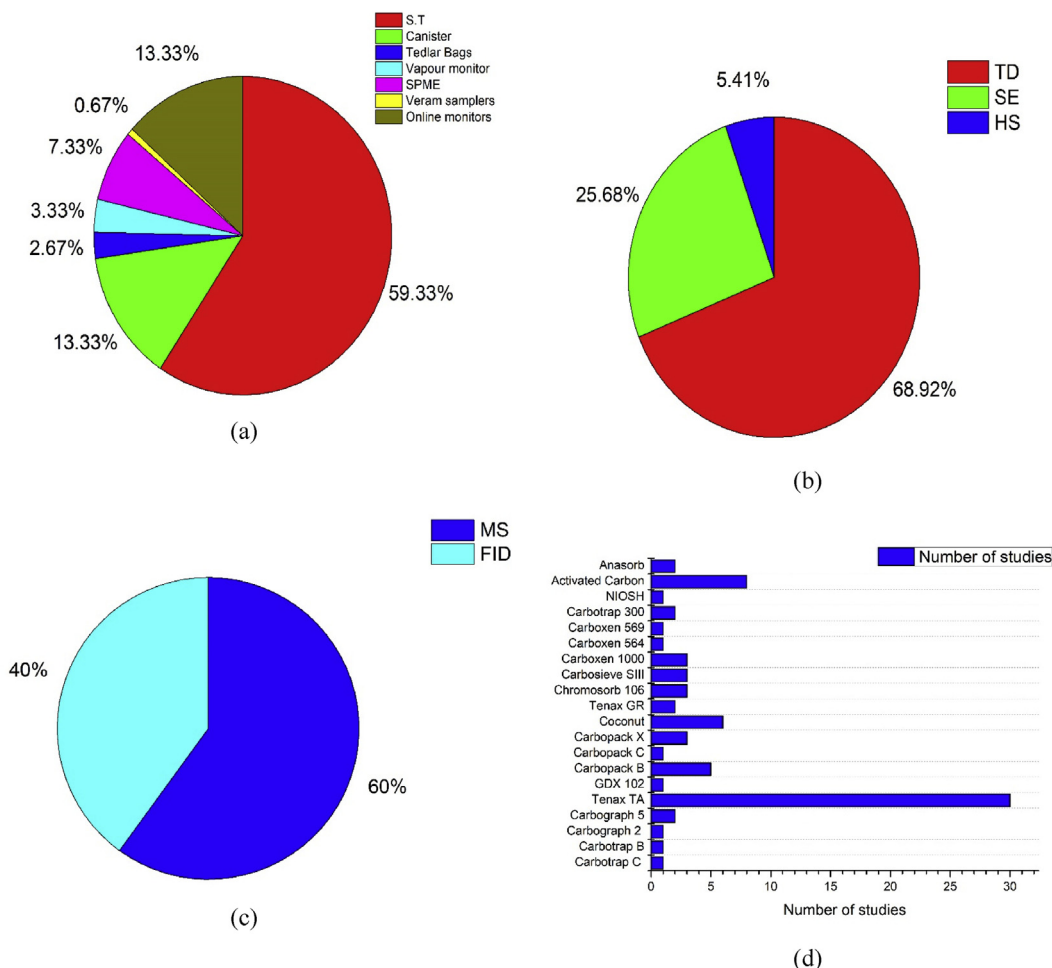 S.T
Canister
Tedlar Bags
Vapour monitor
SPME
Veram samplers
Online monitors
13.33%
0.67%
7.33%
3.33%
2.67%
13.33%
59.33%
(a)
TD
SE
HS
5.41%
25.68%
68.92%
(b)
MS
FID
40%
60%
(c)
Number of studies
Anasorb
Activated Carbon
NIOSH
Carbotrap 300
Carboxen 569
Carboxen 564
Carboxen 1000
Carbosieve SIII
Chromosorb 106
Tenax GR
Coconut
Carbopack X
Carbopack C
Carbopack B
GDX 102
Tenax TA
Carbograph 5
Carbograph 2
Carbotrap B
Carbotrap C
0 5 10 15 20 25 30
Number of studies
(d)